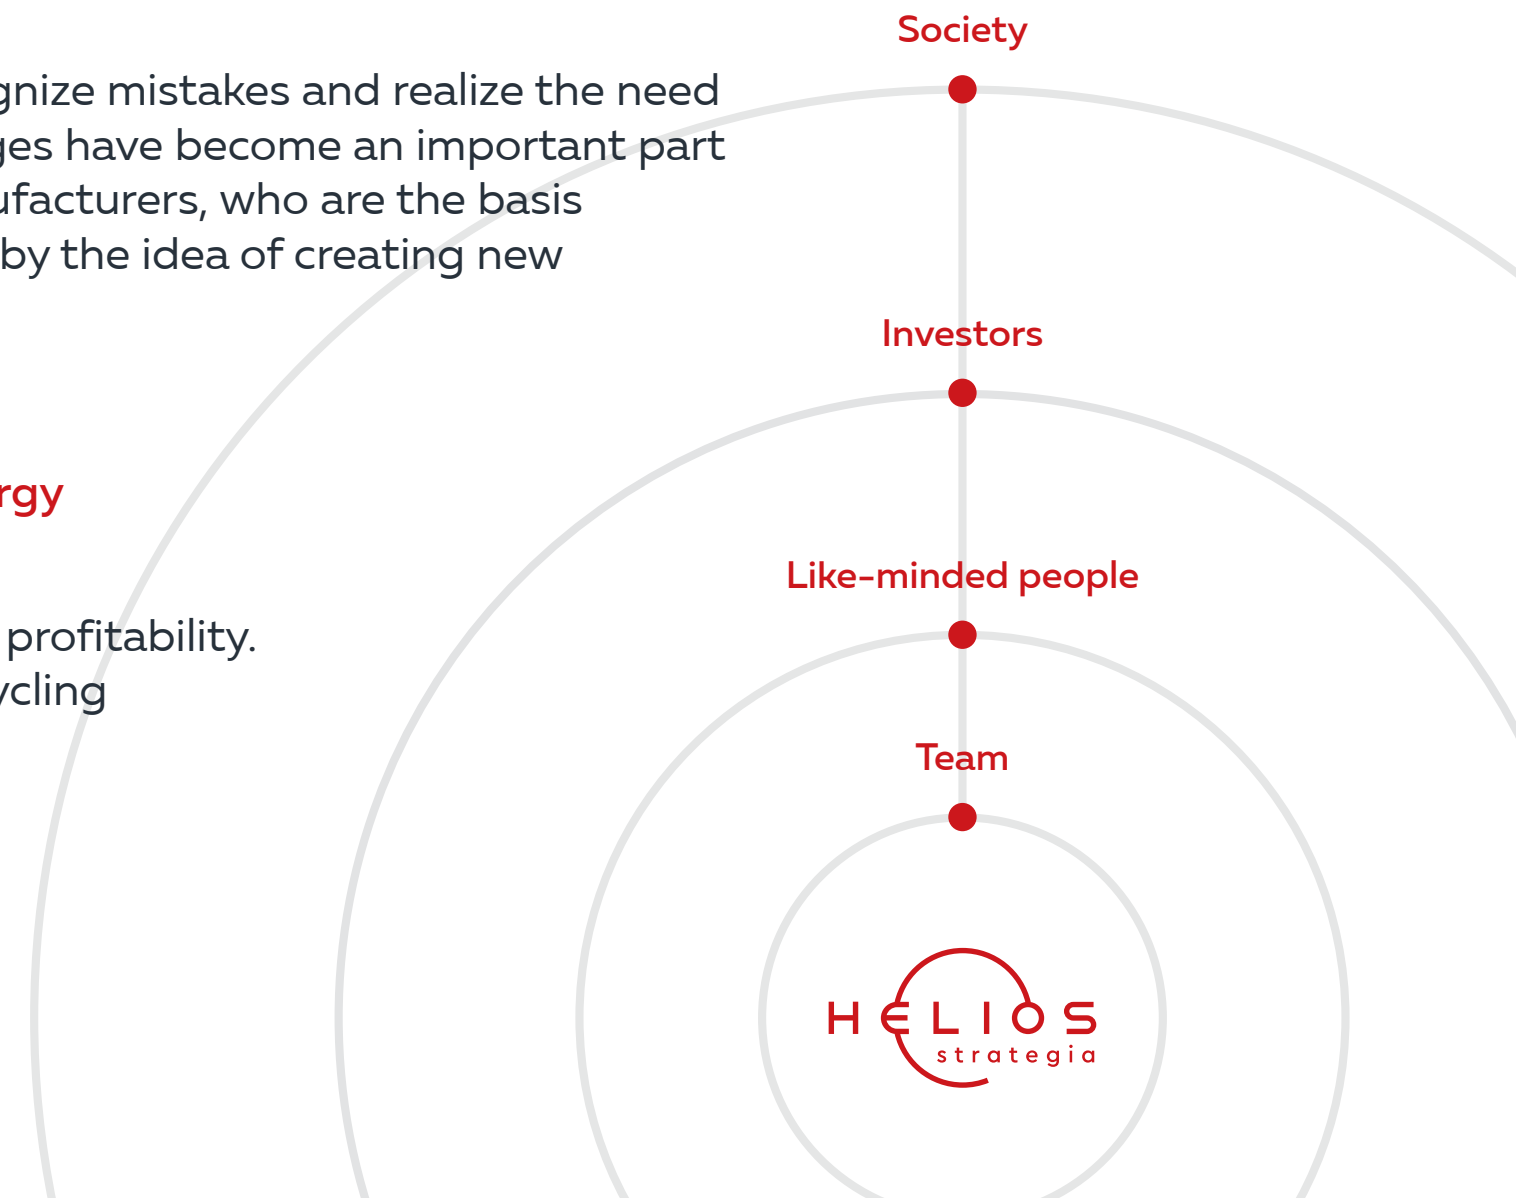 Society
gnize mistakes and realize the need
ges have become an important part
ufacturers, who are the basis
by the idea of creating new
Investors
rgy
Like-minded people
profitability.
ycling
Team
HELIOS
strategia